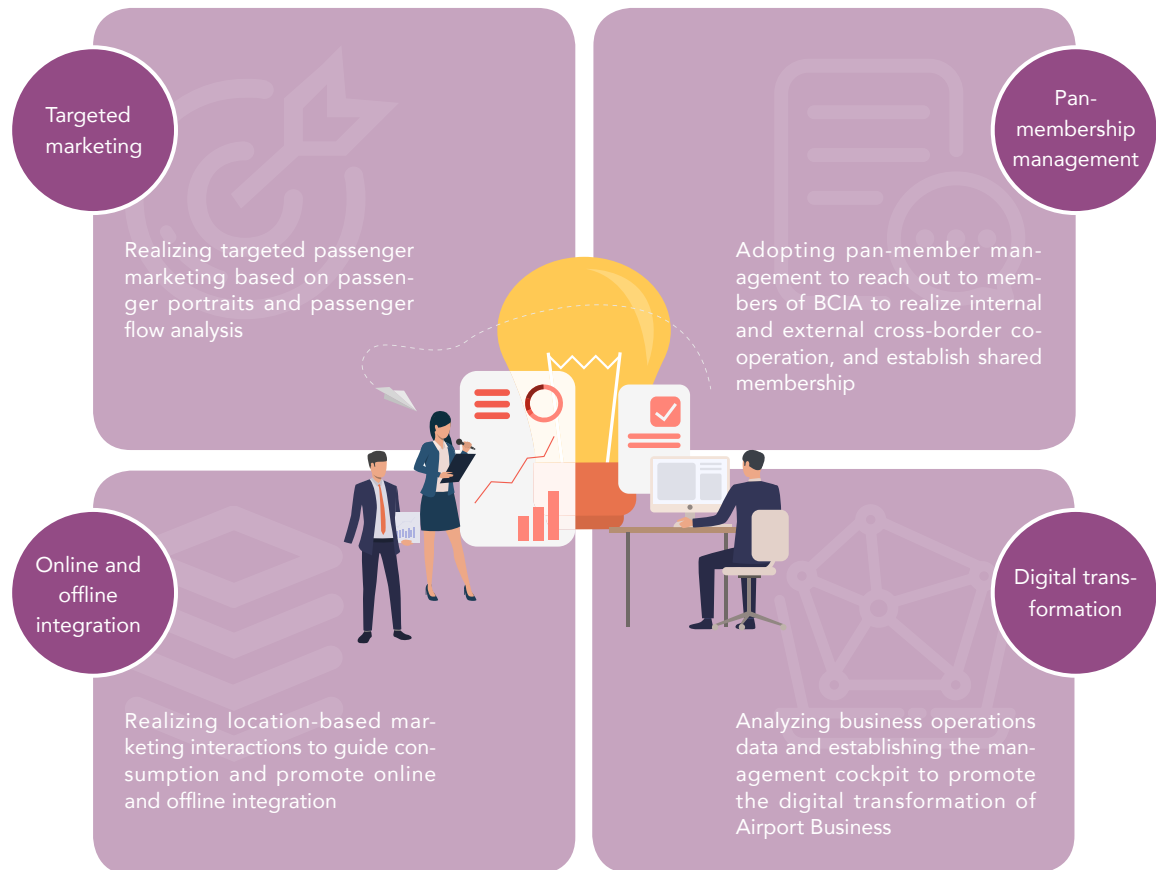 Targeted
marketing
Realizing targeted passenger
marketing based on passen-
ger portraits and passenger
flow analysis
Pan-
membership
management
Adopting pan-member man-
agement to reach out to mem-
bers of BCIA to realize internal
and external cross-border co-
operation, and establish shared
membership
Online and
offline
integration
Realizing location-based mar-
keting interactions to guide con-
sumption and promote online
and offline integration
Digital trans-
formation
Analyzing business operations
data and establishing the man-
agement cockpit to promote
the digital transformation of
Airport Business